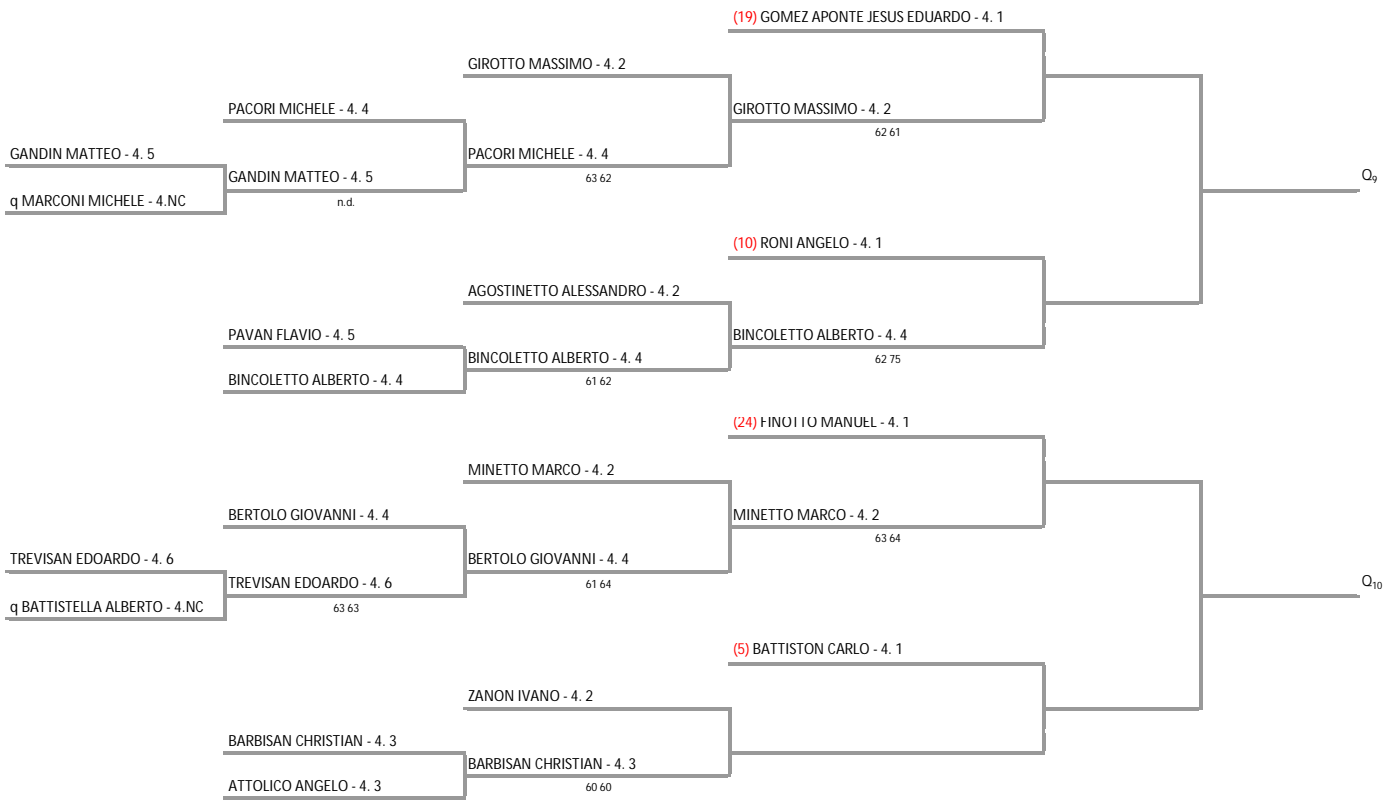 (19) GOMEZ APONTE JESUS EDUARDO - 4. 1
GIROTTO MASSIMO - 4. 2
PACORI MICHELE - 4. 4
GIROTTO MASSIMO - 4. 2
62 61
GANDIN MATTEO - 4. 5
PACORI MICHELE - 4. 4
63 62
GANDIN MATTEO - 4. 5
n.d.
q MARCONI MICHELE - 4.NC
Q9
(10) RONI ANGELO - 4. 1
AGOSTINETTO ALESSANDRO - 4. 2
PAVAN FLAVIO - 4. 5
BINCOLETTO ALBERTO - 4. 4
62 75
BINCOLETTO ALBERTO - 4. 4
61 62
BINCOLETTO ALBERTO - 4. 4
(24) FINOTTO MANUEL - 4. 1
MINETTO MARCO - 4. 2
BERTOLO GIOVANNI - 4. 4
MINETTO MARCO - 4. 2
63 64
TREVISAN EDOARDO - 4. 6
BERTOLO GIOVANNI - 4. 4
61 64
TREVISAN EDOARDO - 4. 6
63 63
q BATTISTELLA ALBERTO - 4.NC
Q10
(5) BATTISTON CARLO - 4. 1
ZANON IVANO - 4. 2
BARBISAN CHRISTIAN - 4. 3
BARBISAN CHRISTIAN - 4. 3
60 60
ATTOLICO ANGELO - 4. 3